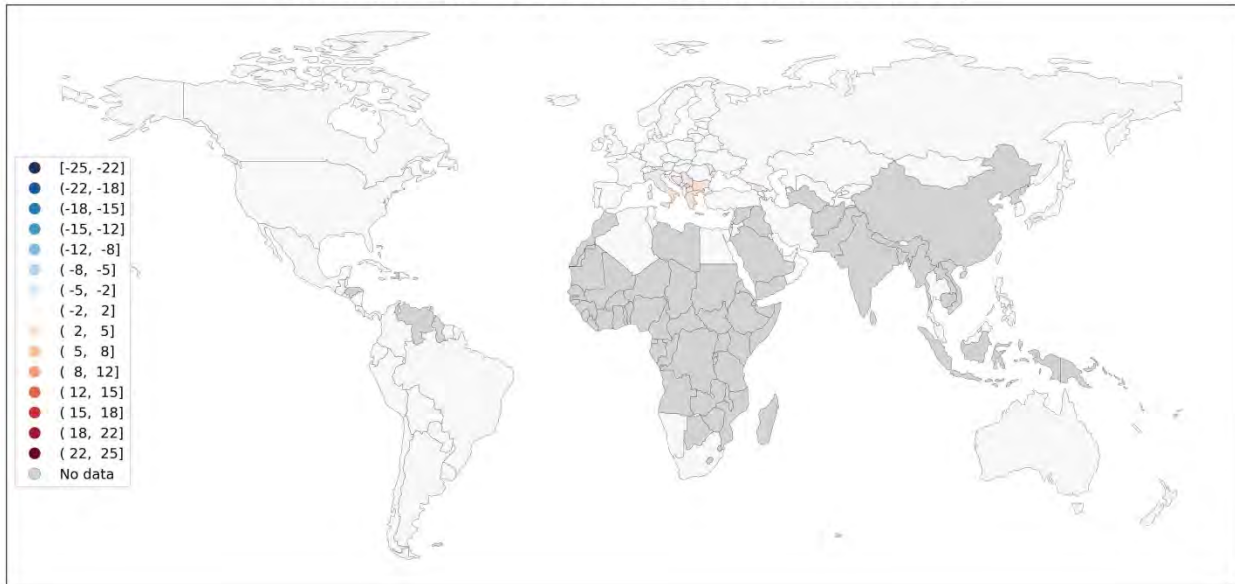 [-25, -22]
(-22, -18]
(-18, -15]
(-15, -12]
(-12, -8]
( -8, -5]
( -5, -2]
( -2, 2]
( 2, 5]
( 5, 8]
( 8, 12]
( 12, 15]
( 15, 18]
( 18, 22]
( 22, 25]
No data